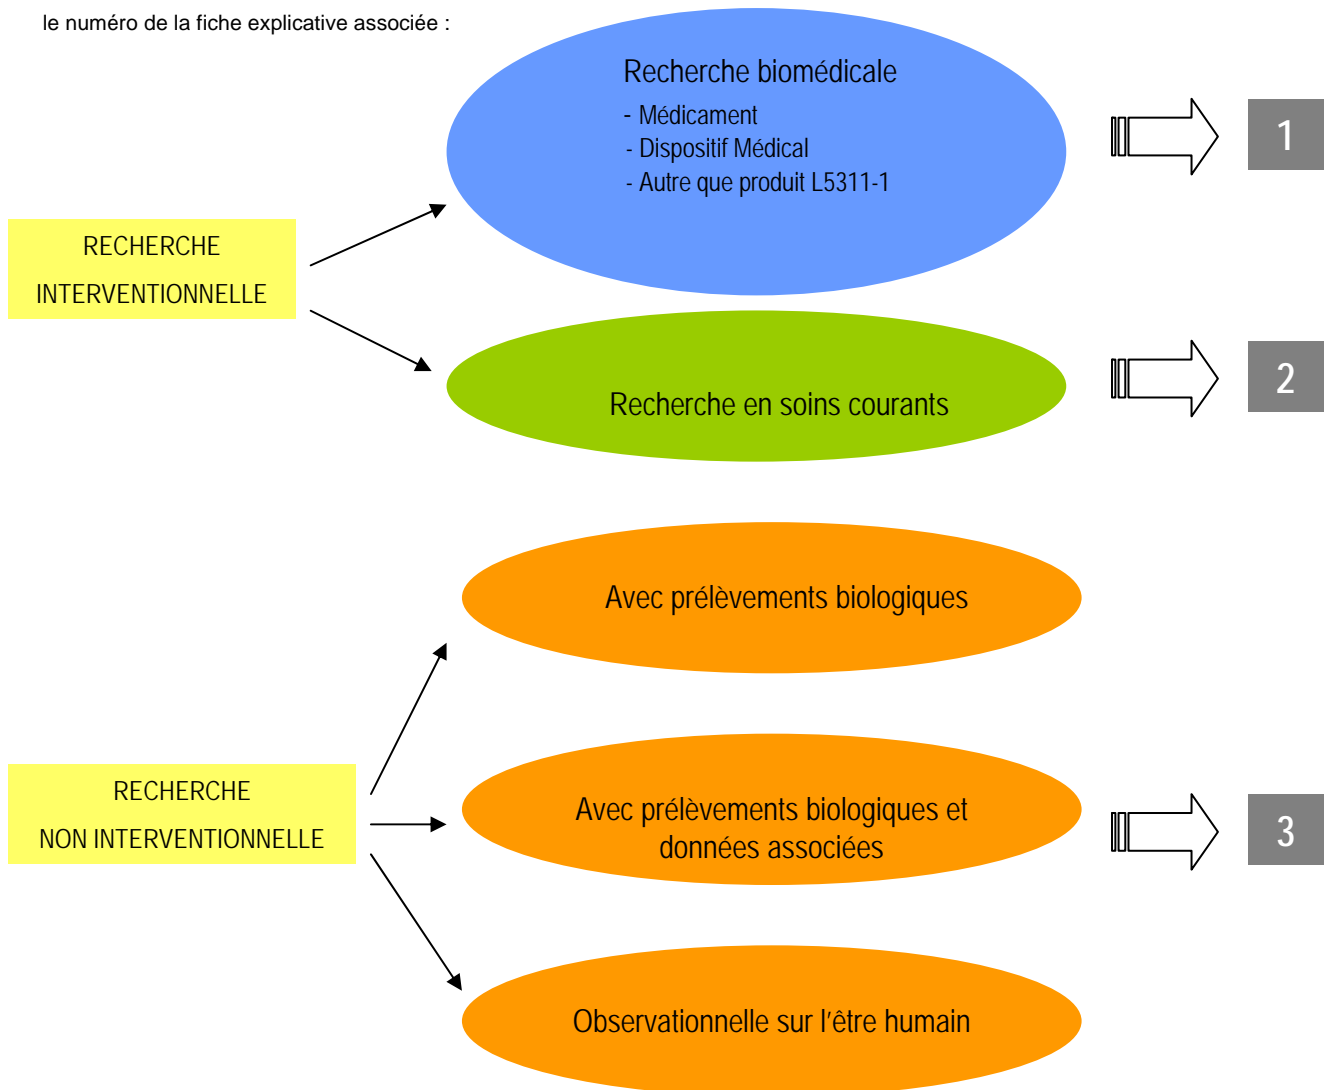 le numéro de la fiche explicative associée :
Recherche biomédicale
- Médicament
- Dispositif Médical
- Autre que produit L5311-1
1
RECHERCHE
INTERVENTIONNELLE
Recherche en soins courants
2
Avec prélèvements biologiques
RECHERCHE
NON INTERVENTIONNELLE
Avec prélèvements biologiques et
données associées
3
Observationnelle sur l'être humain